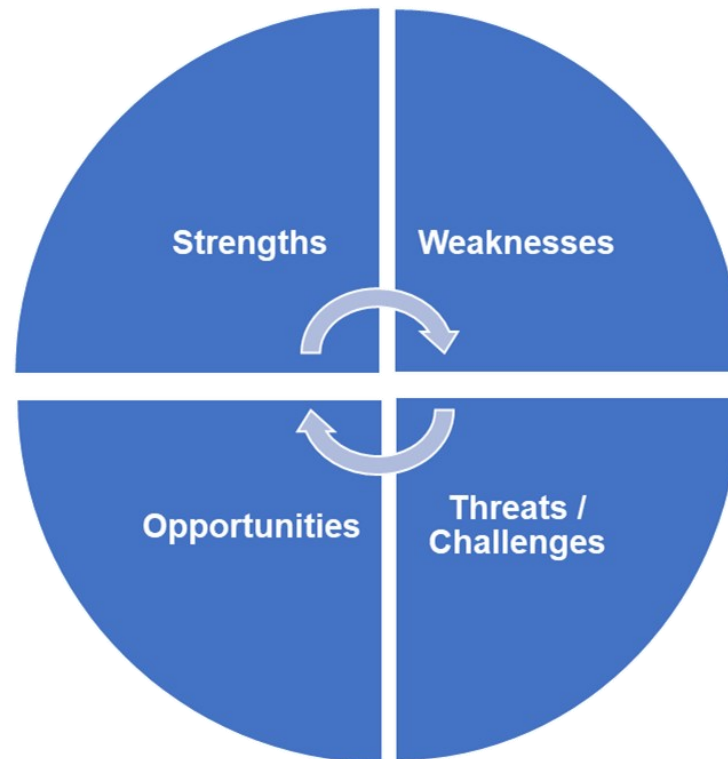 Strengths
Weaknesses
Opportunities
Threats /
Challenges